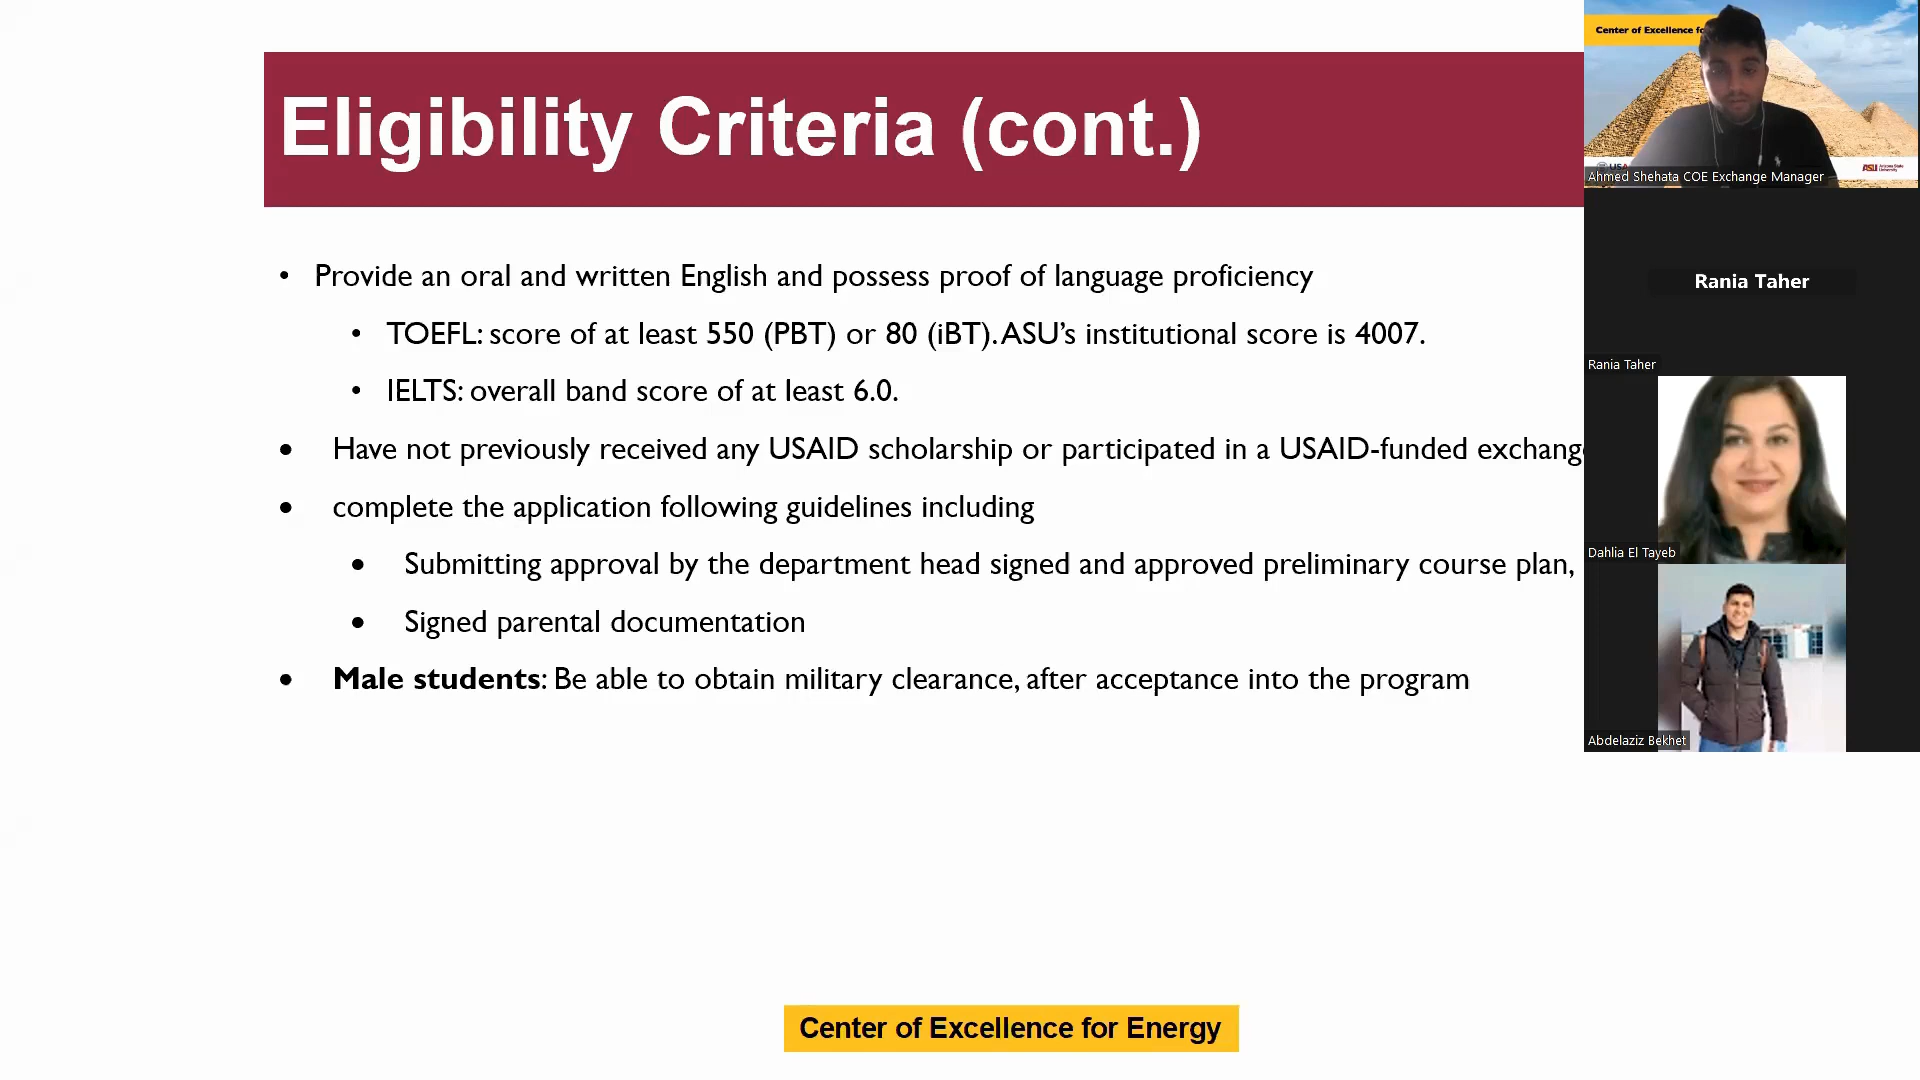 Eligibility Criteria (cont.)
• Provide an oral and written English and possess proof of language proficiency
• TOEFL: score of at least 550 (PBT) or 80 (iBT). ASU’s institutional score is 4007.
• IELTS: overall band score of at least 6.0.
• Have not previously received any USAID scholarship or participated in a USAID-funded exchange
• complete the application following guidelines including
• Submitting approval by the department head signed and approved preliminary course plan,
• Signed parental documentation
• Male students: Be able to obtain military clearance, after acceptance into the program
Center of Excellence for Energy
Center of Excellence fo
ASU Arizona State University
Ahmed Shehata COE Exchange Manager
Rania Taher
Rania Taher
Dahlia El Tayeb
Abdelaziz Bekhet